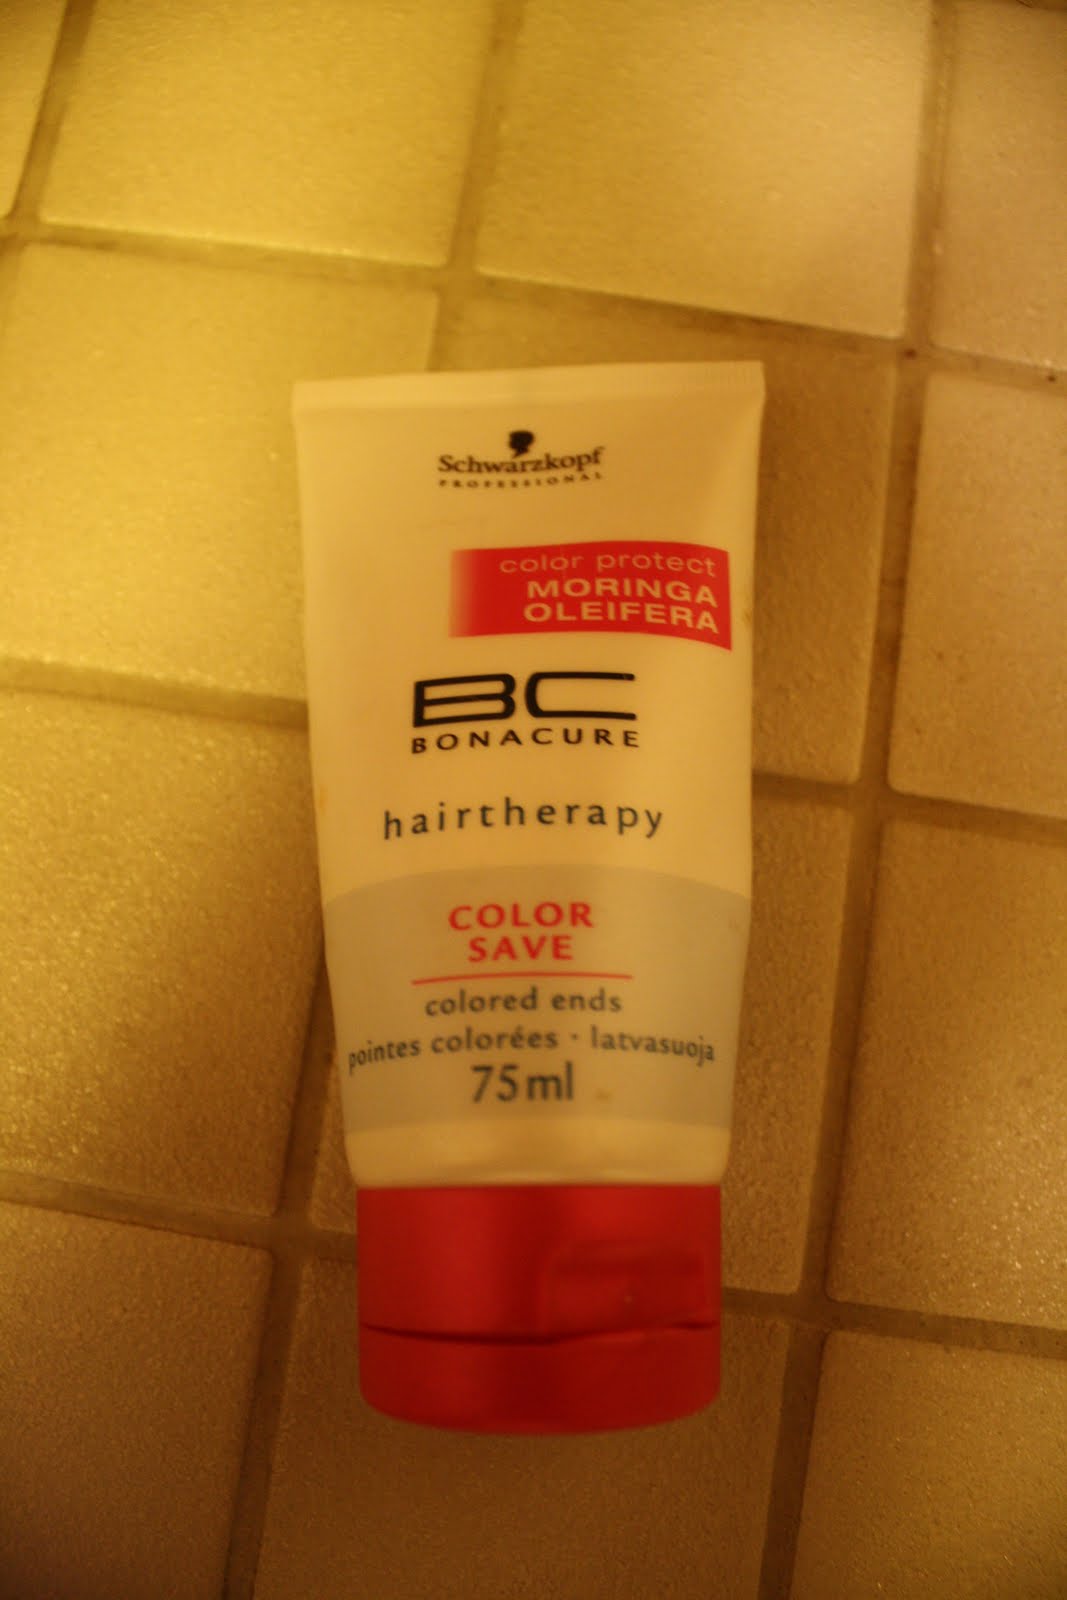 Schwarzkopf
PROFESSIONAL
color protect
MORINGA
OLEIFERA
BC
BONACURE
hairtherapy
COLOR
SAVE
colored ends
pointes colorées · latvasuoja
75ml